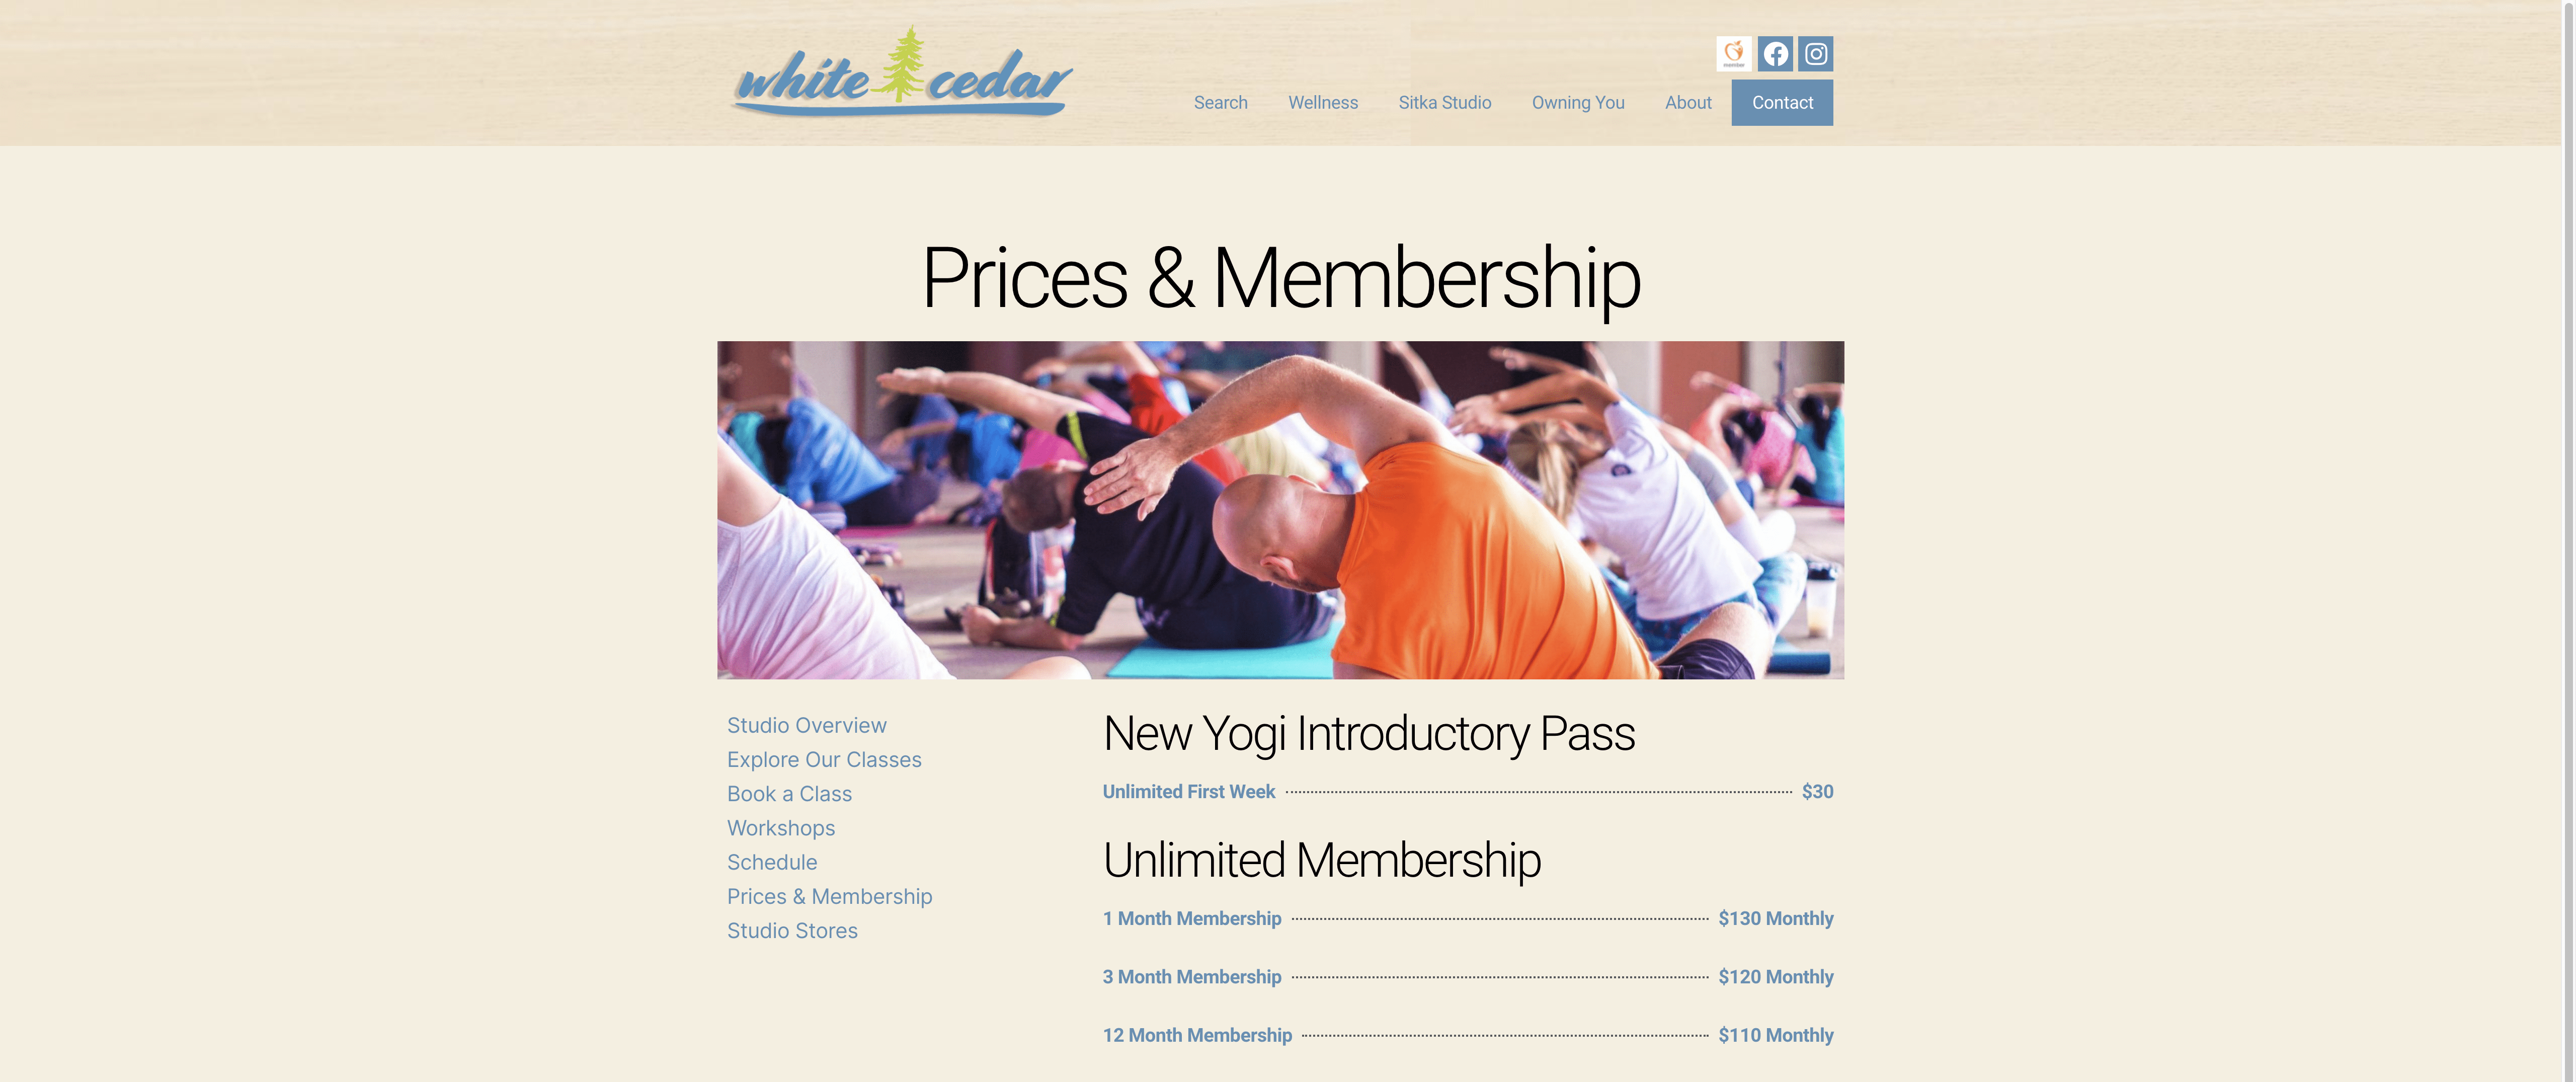 white cedar
Search Wellness Sitka Studio Owning You About Contact
Prices & Membership
Studio Overview
Explore Our Classes
Book a Class
Workshops
Schedule
Prices & Membership
Studio Stores
New Yogi Introductory Pass
Unlimited First Week $30
Unlimited Membership
1 Month Membership $130 Monthly
3 Month Membership $120 Monthly
12 Month Membership $110 Monthly